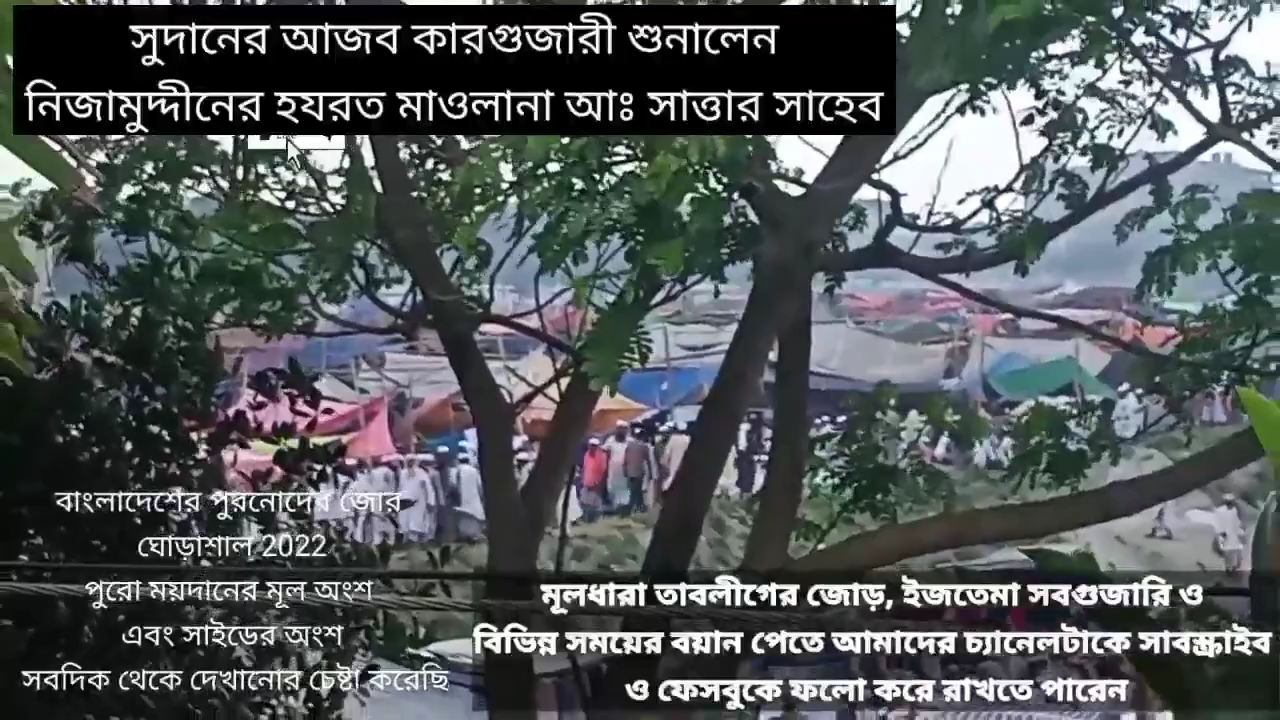 সুদানের আজব কারগুজারী শুনালেন
নিজামুদ্দীনের হযরত মাওলানা আঃ সাত্তার সাহেব
বাংলাদেশের পুরনোদের জোর
ঘোড়াশাল 2022
পুরো ময়দানের মূল অংশ
এবং সাইডের অংশ
সবদিক থেকে দেখানোর চেষ্টা করেছি
মূলধারা তাবলীগের জোড়, ইজতেমা সবগুজারি ও
বিভিন্ন সময়ের বয়ান পেতে আমাদের চ্যানেলটাকে সাবস্ক্রাইব
ও ফেসবুকে ফলো করে রাখতে পারেন